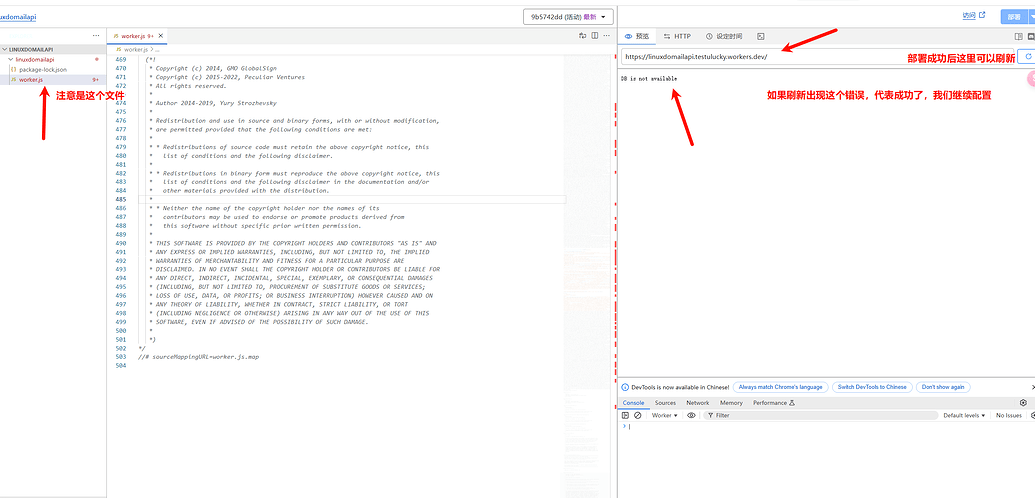 uxdomailapi
9b5742dd (活动) 最新
访问
部署
LINUXDOMAILAPI
linuxdomailapi
package-lock.json
worker.js 9+
注意是这个文件
worker.js 9+
worker.js > ...
469 (*!)
470 * Copyright (c) 2014, GMO GlobalSign
471 * Copyright (c) 2015-2022, Peculiar Ventures
472 * All rights reserved.
473 *
474 * Author 2014-2019, Yury Strozhevsky
475 *
476 * Redistribution and use in source and binary forms, with or without modification,
477 * are permitted provided that the following conditions are met:
478 *
479 * * Redistributions of source code must retain the above copyright notice, this
480 * list of conditions and the following disclaimer.
481 *
482 * * Redistributions in binary form must reproduce the above copyright notice, this
483 * list of conditions and the following disclaimer in the documentation and/or
484 * other materials provided with the distribution.
485 *
486 * * Neither the name of the copyright holder nor the names of its
487 * contributors may be used to endorse or promote products derived from
488 * this software without specific prior written permission.
489 *
490 * THIS SOFTWARE IS PROVIDED BY THE COPYRIGHT HOLDERS AND CONTRIBUTORS "AS IS" AND
491 * ANY EXPRESS OR IMPLIED WARRANTIES, INCLUDING, BUT NOT LIMITED TO, THE IMPLIED
492 * WARRANTIES OF MERCHANTABILITY AND FITNESS FOR A PARTICULAR PURPOSE ARE
493 * DISCLAIMED. IN NO EVENT SHALL THE COPYRIGHT HOLDER OR CONTRIBUTORS BE LIABLE FOR
494 * ANY DIRECT, INDIRECT, INCIDENTAL, SPECIAL, EXEMPLARY, OR CONSEQUENTIAL DAMAGES
495 * (INCLUDING, BUT NOT LIMITED TO, PROCUREMENT OF SUBSTITUTE GOODS OR SERVICES;
496 * LOSS OF USE, DATA, OR PROFITS; OR BUSINESS INTERRUPTION) HOWEVER CAUSED AND ON
497 * ANY THEORY OF LIABILITY, WHETHER IN CONTRACT, STRICT LIABILITY, OR TORT
498 * (INCLUDING NEGLIGENCE OR OTHERWISE) ARISING IN ANY WAY OUT OF THE USE OF THIS
499 * SOFTWARE, EVEN IF ADVISED OF THE POSSIBILITY OF SUCH DAMAGE.
500 *
501 *)
502 */
503 //# sourceMappingURL=worker.js.map
504
预览 HTTP 设定时间
https://linuxdomailapi.testulucky.workers.dev/
部署成功后这里可以刷新
DB is not available
如果刷新出现这个错误，代表成功了，我们继续配置
DevTools is now available in Chinese! Always match Chrome's language Switch DevTools to Chinese Don't show again
Console Sources Network Memory Performance
Worker Filter Default levels No Issues